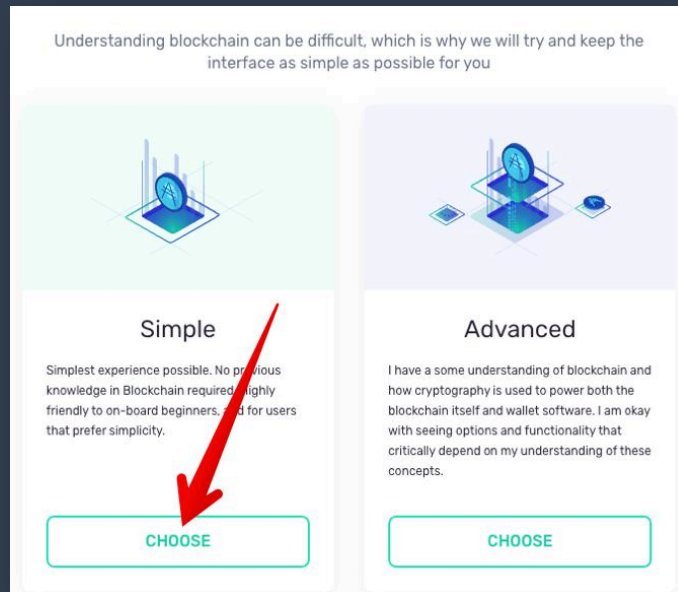 Understanding blockchain can be difficult, which is why we will try and keep the
interface as simple as possible for you
Simple
Simplest experience possible. No previous
knowledge in Blockchain required. Highly
friendly to on-board beginners, and for users
that prefer simplicity.
CHOOSE
Advanced
I have a some understanding of blockchain and
how cryptography is used to power both the
blockchain itself and wallet software. I am okay
with seeing options and functionality that
critically depend on my understanding of these
concepts.
CHOOSE